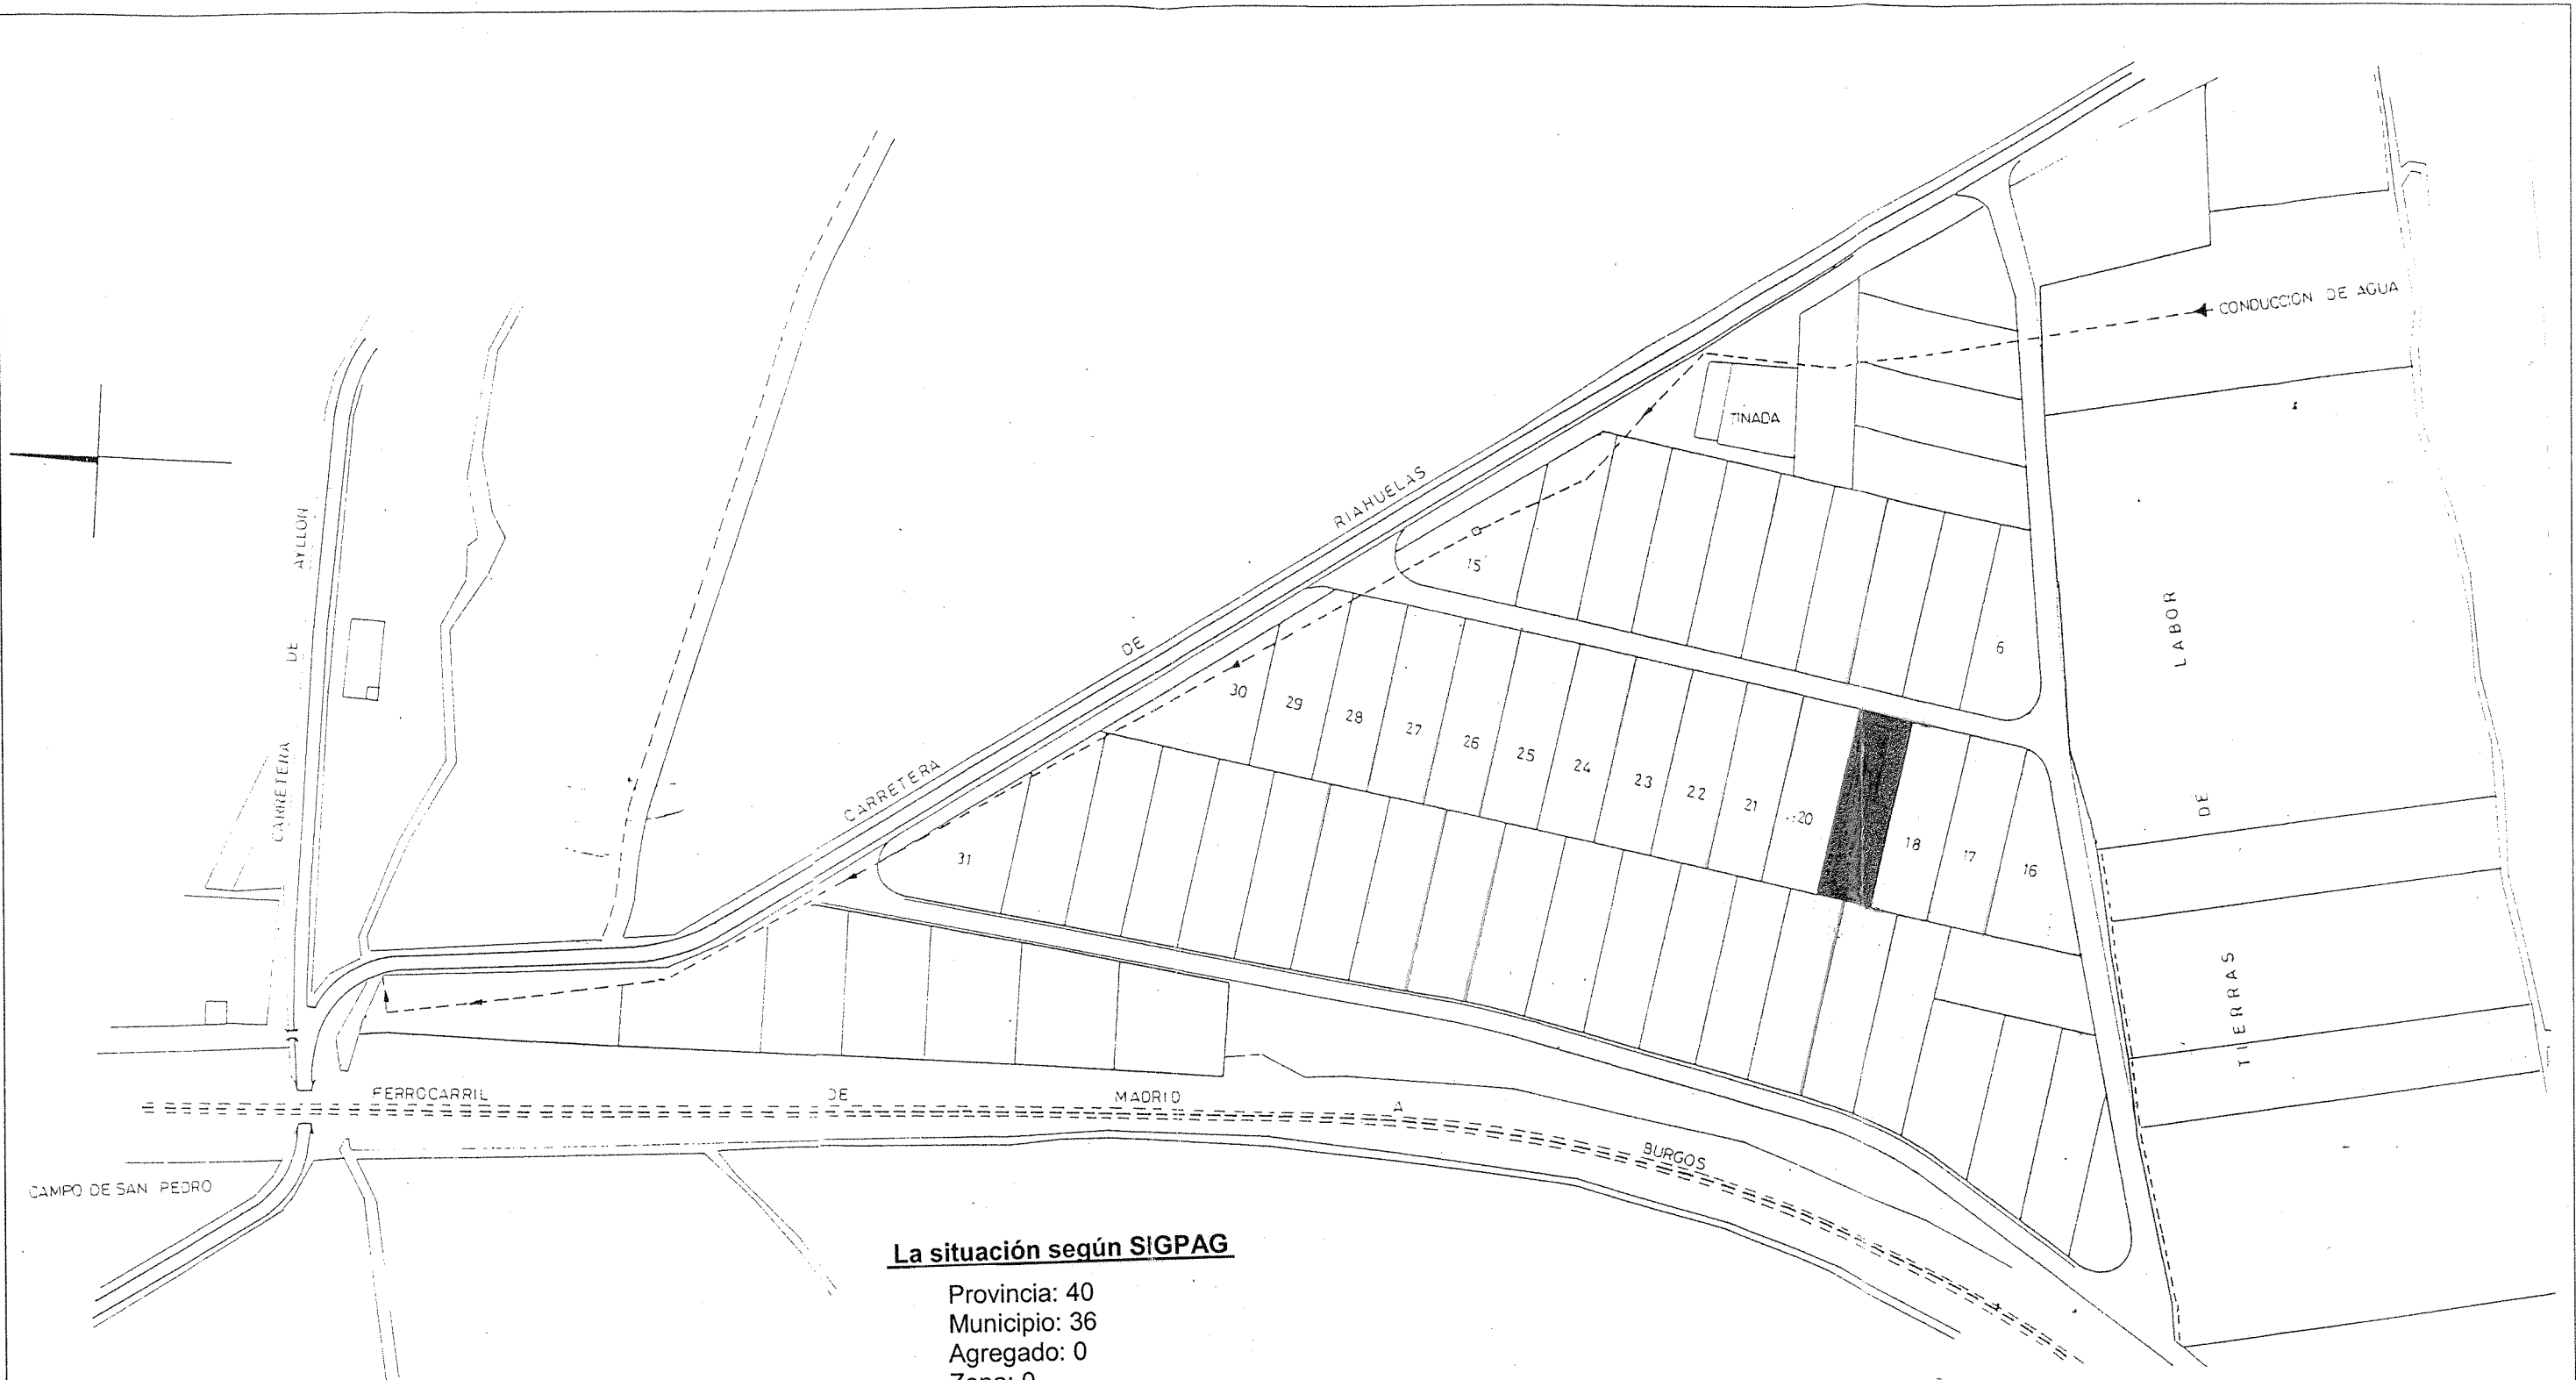 CONDUCCION DE AGUA
TINADA
CARRETERA DE RIAHUELAS
CARRETERA DE AYLLON
15
6
30
29
28
27
26
25
24
23
22
21
20
18
17
16
31
TIERRAS DE LABOR
FERROCARRIL DE MADRID A BURGOS
CAMPO DE SAN PEDRO
La situación según SIGPAG
Provincia: 40
Municipio: 36
Agregado: 0
Zona: 0